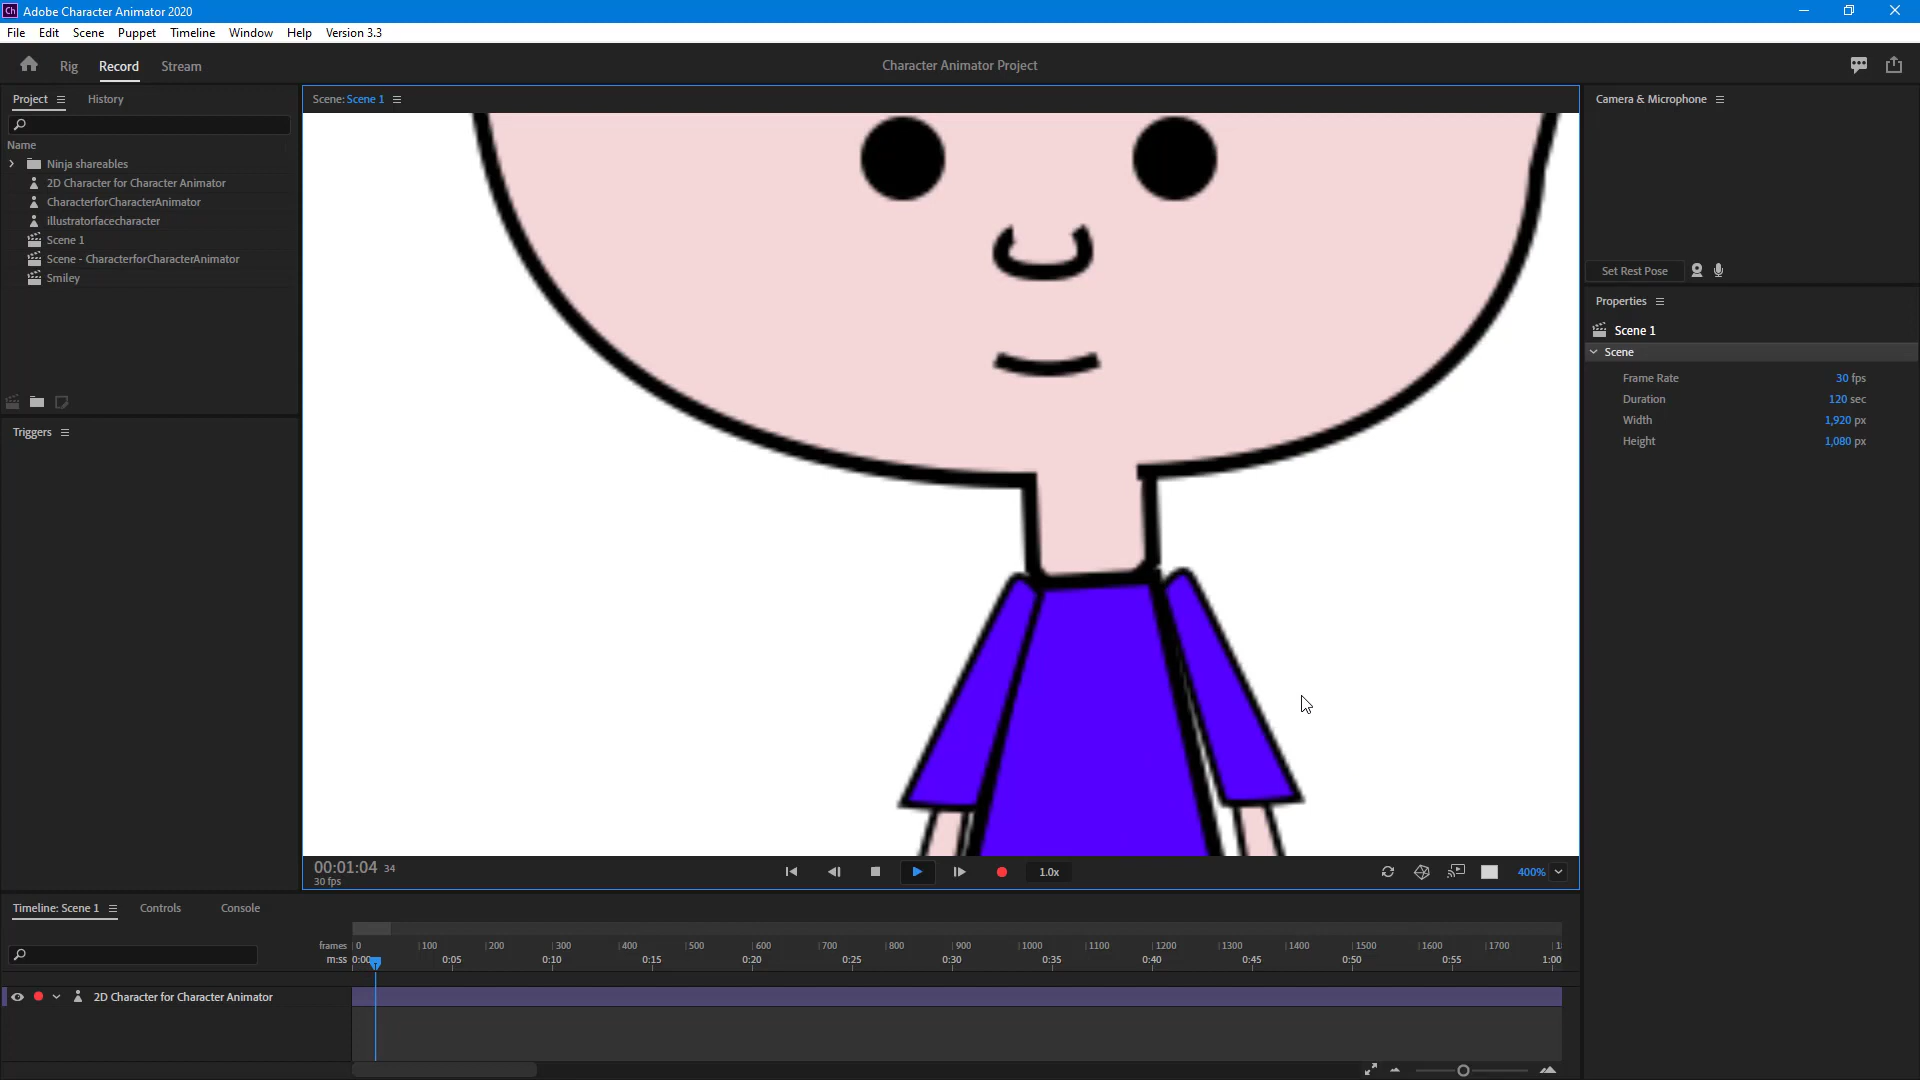 Ch Adobe Character Animator 2020
File Edit Scene Puppet Timeline Window Help Version 3.3
Rig Record Stream Character Animator Project
Project History
Name
Ninja shareables
2D Character for Character Animator
CharacterforCharacterAnimator
illustratorfacecharacter
Scene 1
Scene - CharacterforCharacterAnimator
Smiley
Triggers
Scene: Scene 1
00:01:04 34
30 fps
1.0x
400%
Camera & Microphone
Set Rest Pose
Properties
Scene 1
Scene
Frame Rate 30 fps
Duration 120 sec
Width 1,920 px
Height 1,080 px
Timeline: Scene 1 Controls Console
frames 0 100 200 300 400 500 600 700 800 900 1000 1100 1200 1300 1400 1500 1600 1700
m:ss 0:00 0:05 0:10 0:15 0:20 0:25 0:30 0:35 0:40 0:45 0:50 0:55 1:00
2D Character for Character Animator